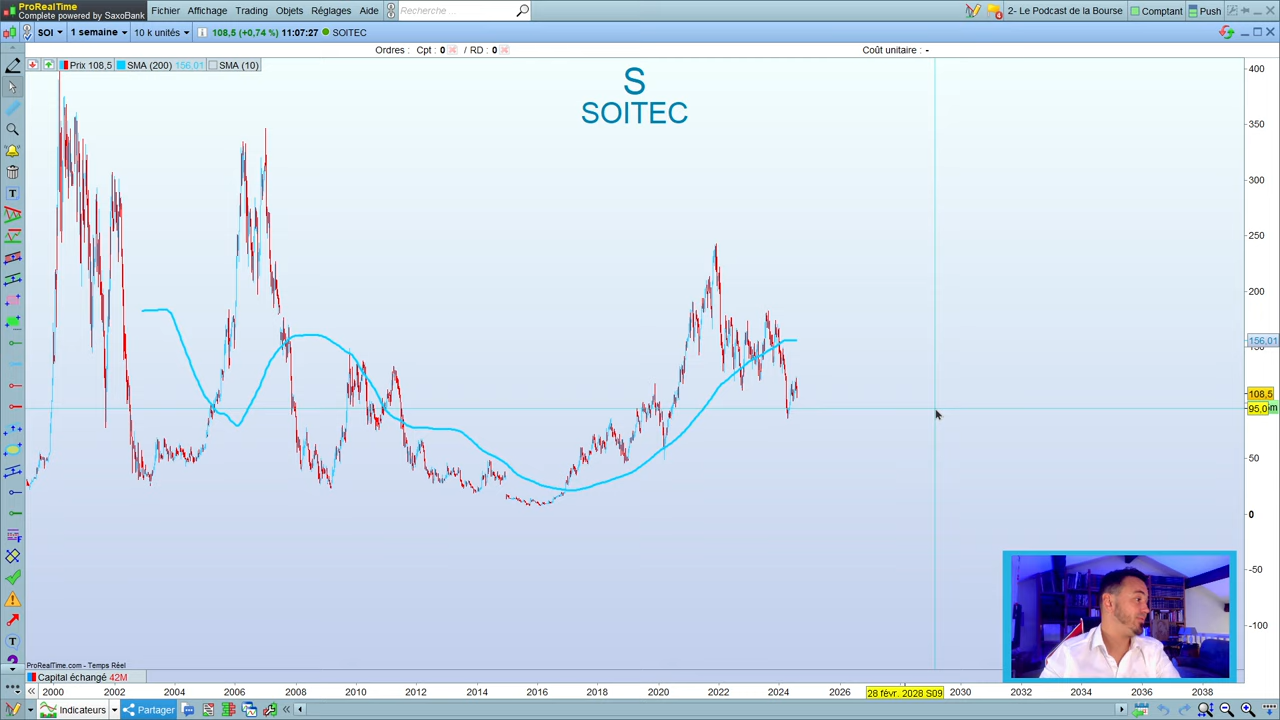 ProRealTime
Complete powered by SaxoBank
Fichier Affichage Trading Objets Réglages Aide Recherche ... 2- Le Podcast de la Bourse Comptant Push
SOI 1 semaine 10 k unités 108,5 (+0,74 %) 11:07:27 SOITEC
Ordres : Cpt : 0 / RD : 0 Coût unitaire : -
Prix 108,5 SMA (200) 156,01 SMA (10)
S
SOITEC
400
350
300
250
200
156,01
108,5
95,0
50
0
-50
-100
ProRealTime.com - Temps Réel
Capital échangé 42M
2000 2002 2004 2006 2008 2010 2012 2014 2016 2018 2020 2022 2024 2026 28 févr. 2028 S09 2030 2032 2034 2036 2038
Indicateurs Partager